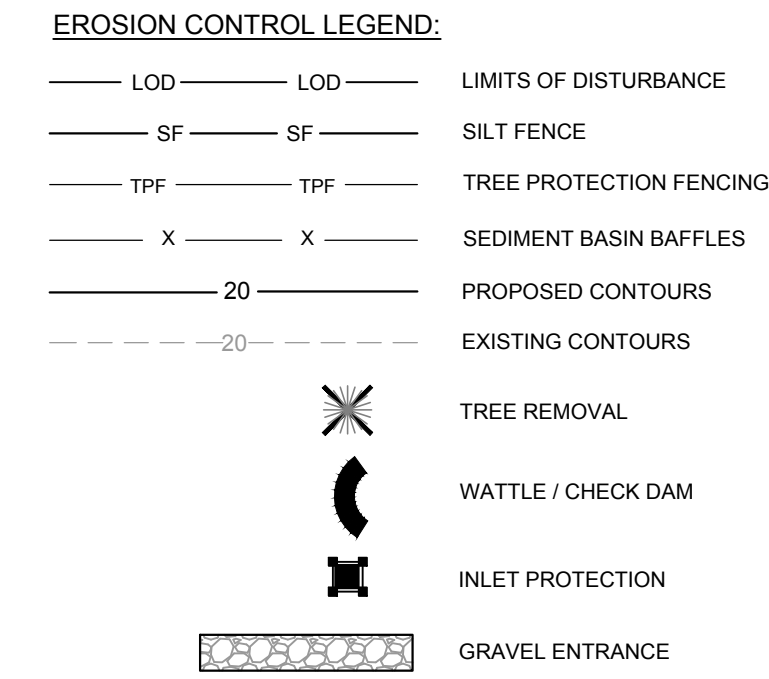 EROSION CONTROL LEGEND:
LOD LOD LIMITS OF DISTURBANCE
SF SF SILT FENCE
TPF TPF TREE PROTECTION FENCING
X X SEDIMENT BASIN BAFFLES
20 PROPOSED CONTOURS
20 EXISTING CONTOURS
TREE REMOVAL
WATTLE / CHECK DAM
INLET PROTECTION
GRAVEL ENTRANCE